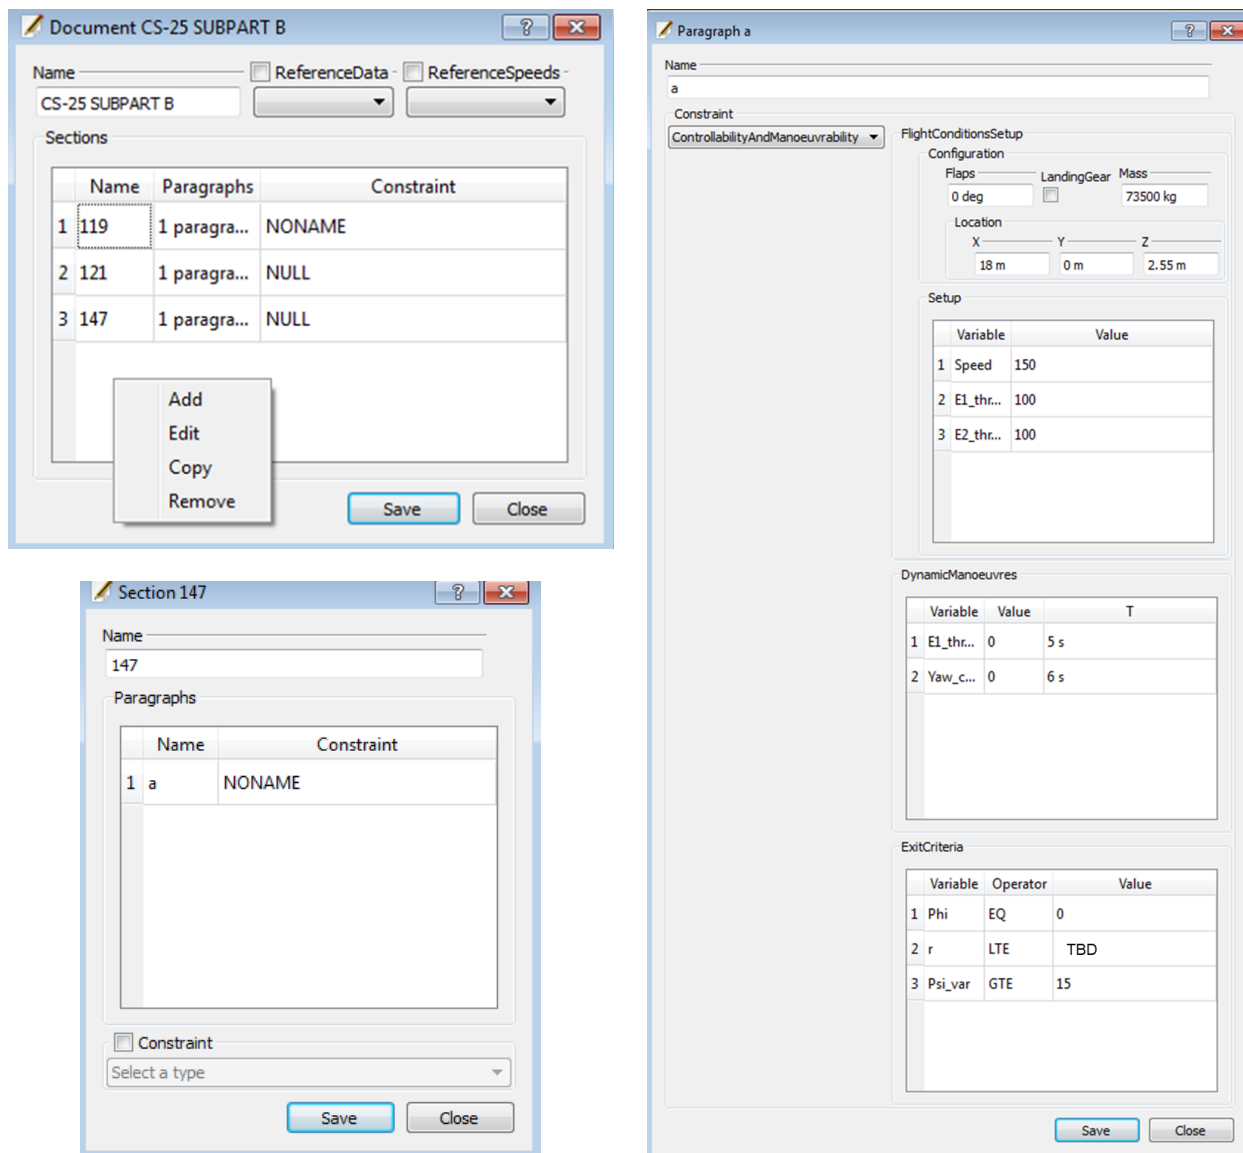 Document CS-25 SUBPART B
?
Name
ReferenceData
ReferenceSpeeds
CS-25 SUBPART B
Sections
Name Paragraphs Constraint
1 119 1 paragra... NONAME
2 121 1 paragra... NULL
3 147 1 paragra... NULL
Add
Edit
Copy
Remove
Save Close
Section 147
?
Name
147
Paragraphs
Name Constraint
1 a NONAME
Constraint
Select a type
Save Close
Paragraph a
?
Name
a
Constraint
ControllabilityAndManoeuvrability
FlightConditionsSetup
Configuration
Flaps LandingGear Mass
0 deg 73500 kg
Location
X Y Z
18 m 0 m 2.55 m
Setup
Variable Value
1 Speed 150
2 E1_thr... 100
3 E2_thr... 100
DynamicManoeuvres
Variable Value T
1 E1_thr... 0 5 s
2 Yaw_c... 0 6 s
ExitCriteria
Variable Operator Value
1 Phi EQ 0
2 r LTE TBD
3 Psi_var GTE 15
Save Close